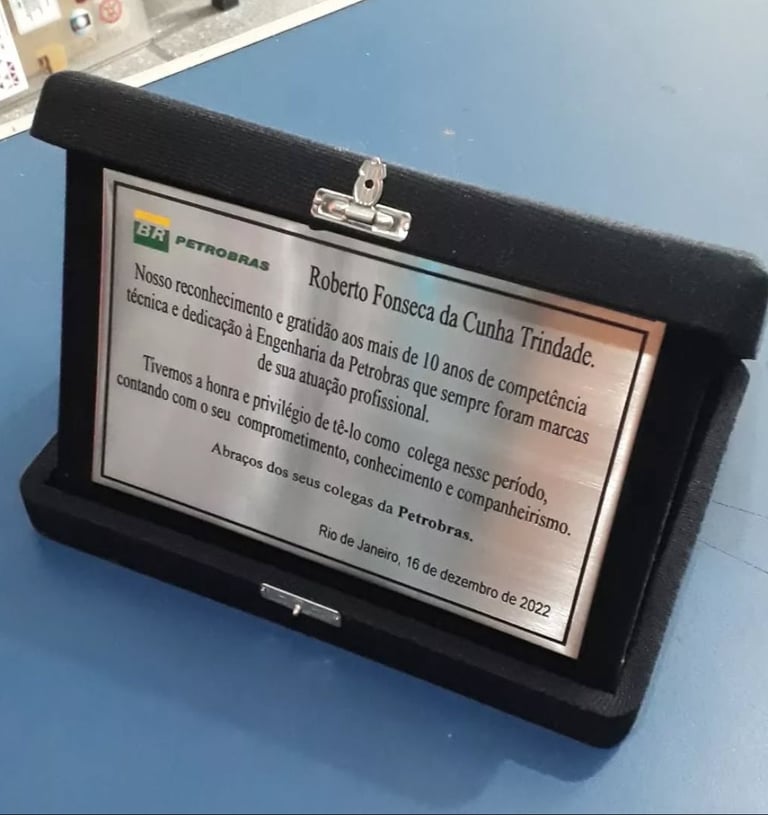 BR PETROBRAS
Roberto Fonseca da Cunha Trindade.
Nosso reconhecimento e gratidão aos mais de 10 anos de competência
técnica e dedicação à Engenharia da Petrobras que sempre foram marcas
de sua atuação profissional.
Tivemos a honra e privilégio de tê-lo como colega nesse período,
contando com o seu comprometimento, conhecimento e companheirismo.
Abraços dos seus colegas da Petrobras.
Rio de Janeiro, 16 de dezembro de 2022